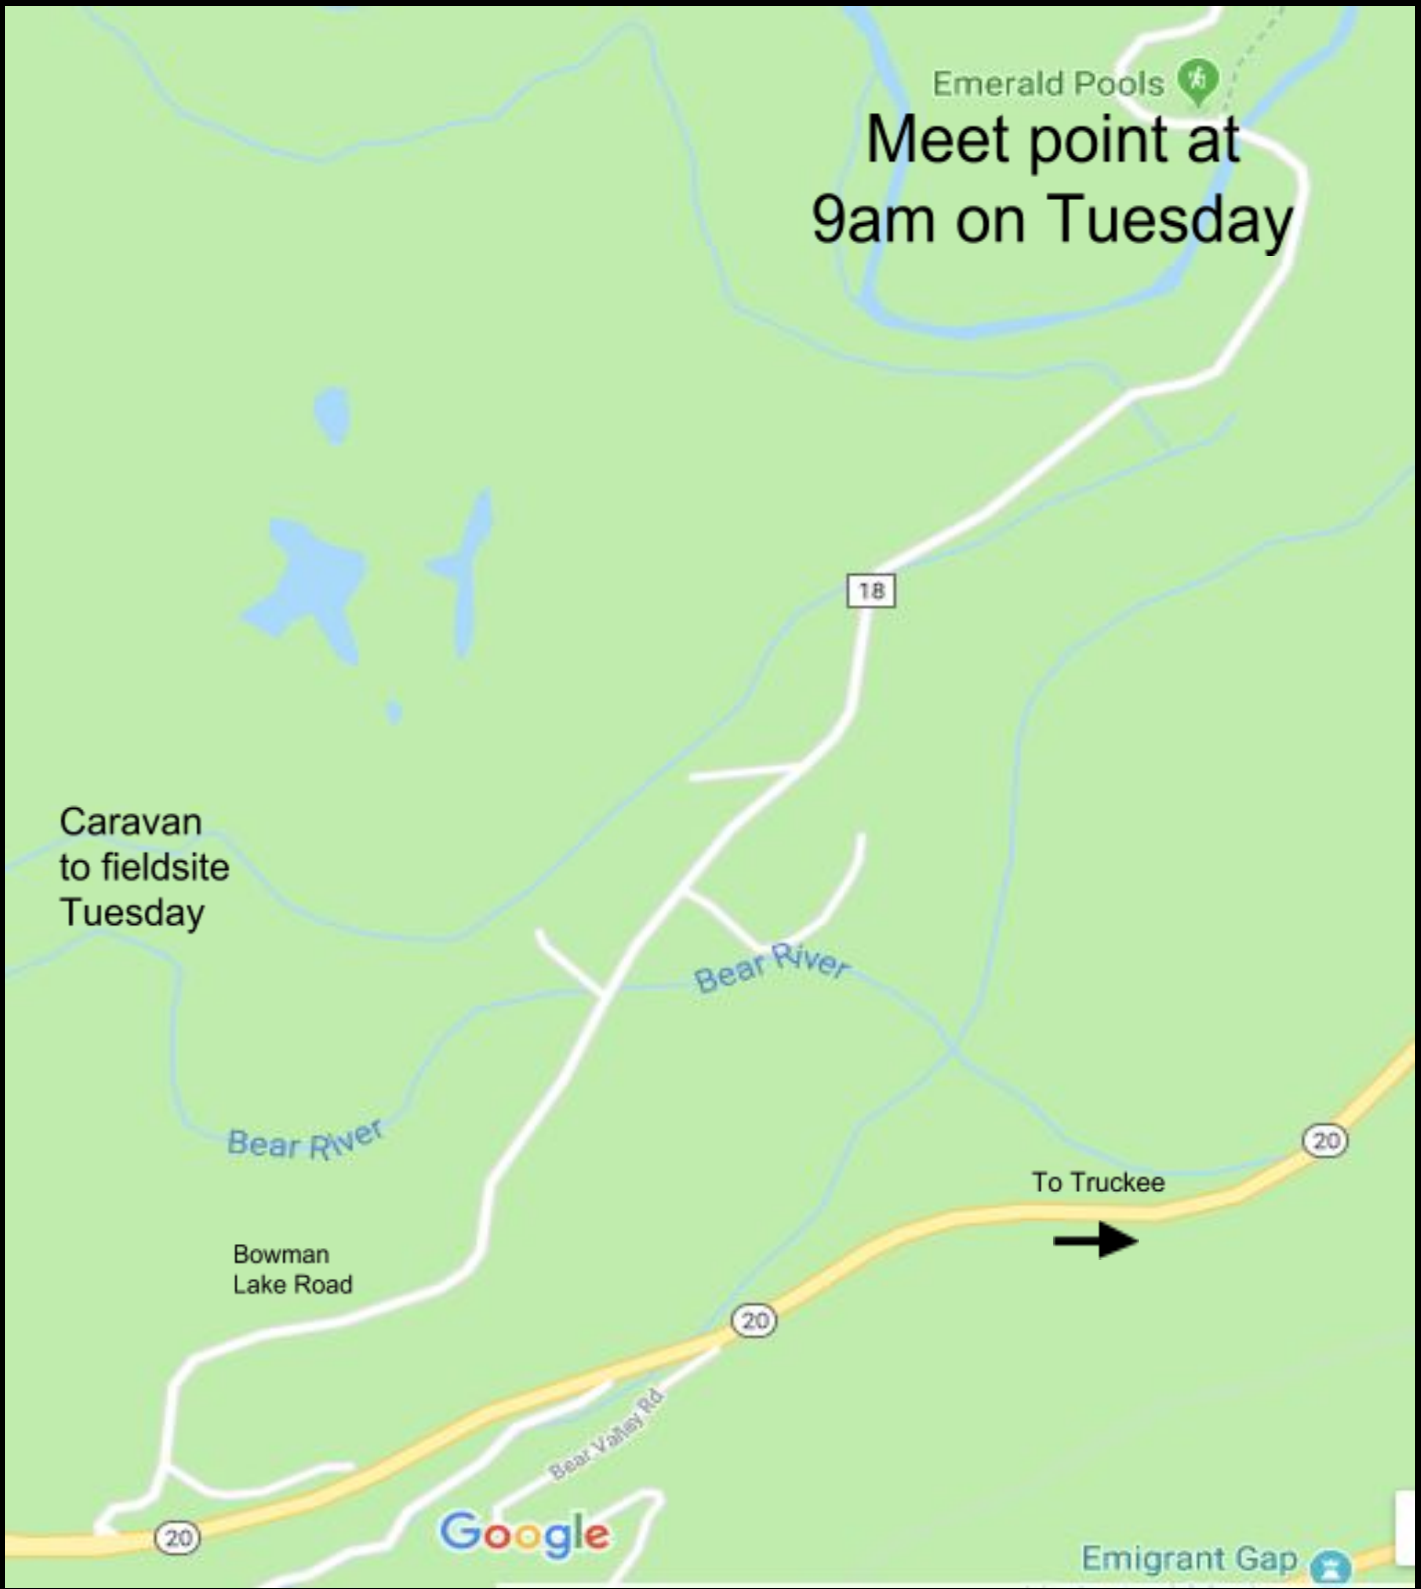 Emerald Pools
Meet point at
9am on Tuesday
18
Caravan
to fieldsite
Tuesday
Bear River
Bear River
20
To Truckee
Bowman
Lake Road
20
Bear Valley Rd
Google
20
Emigrant Gap